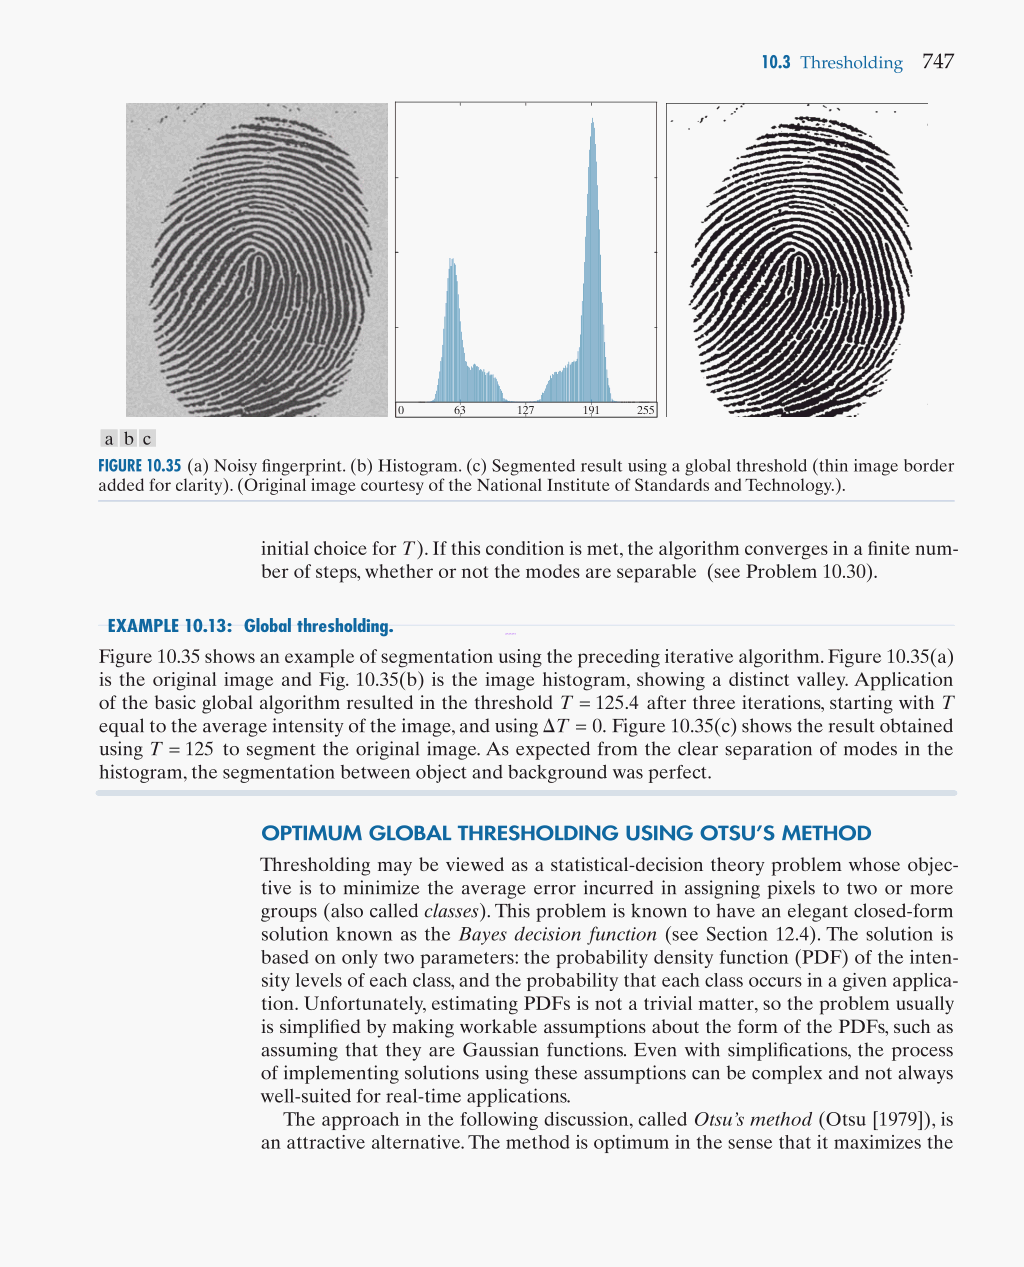 10.3 Thresholding 747
0 63 127 191 255
a b c
FIGURE 10.35 (a) Noisy fingerprint. (b) Histogram. (c) Segmented result using a global threshold (thin image border
added for clarity). (Original image courtesy of the National Institute of Standards and Technology.).
initial choice for T ). If this condition is met, the algorithm converges in a finite num-
ber of steps, whether or not the modes are separable (see Problem 10.30).
EXAMPLE 10.13: Global thresholding.
Figure 10.35 shows an example of segmentation using the preceding iterative algorithm. Figure 10.35(a)
is the original image and Fig. 10.35(b) is the image histogram, showing a distinct valley. Application
of the basic global algorithm resulted in the threshold T = 125.4 after three iterations, starting with T
equal to the average intensity of the image, and using ΔT = 0. Figure 10.35(c) shows the result obtained
using T = 125 to segment the original image. As expected from the clear separation of modes in the
histogram, the segmentation between object and background was perfect.
OPTIMUM GLOBAL THRESHOLDING USING OTSU’S METHOD
Thresholding may be viewed as a statistical-decision theory problem whose objec-
tive is to minimize the average error incurred in assigning pixels to two or more
groups (also called classes). This problem is known to have an elegant closed-form
solution known as the Bayes decision function (see Section 12.4). The solution is
based on only two parameters: the probability density function (PDF) of the inten-
sity levels of each class, and the probability that each class occurs in a given applica-
tion. Unfortunately, estimating PDFs is not a trivial matter, so the problem usually
is simplified by making workable assumptions about the form of the PDFs, such as
assuming that they are Gaussian functions. Even with simplifications, the process
of implementing solutions using these assumptions can be complex and not always
well-suited for real-time applications.
The approach in the following discussion, called Otsu’s method (Otsu [1979]), is
an attractive alternative. The method is optimum in the sense that it maximizes the